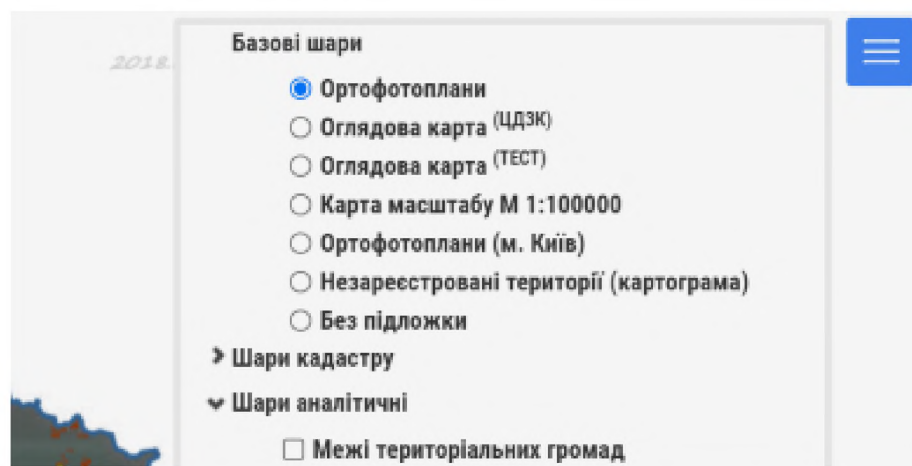 2018.
Базові шари
Ортофотоплани
Оглядова карта (ЦДЗК)
Оглядова карта (ТЕСТ)
Карта масштабу М 1:100000
Ортофотоплани (м. Київ)
Незареєстровані території (картограма)
Без підложки
Шари кадастру
Шари аналітичні
Межі територіальних громад